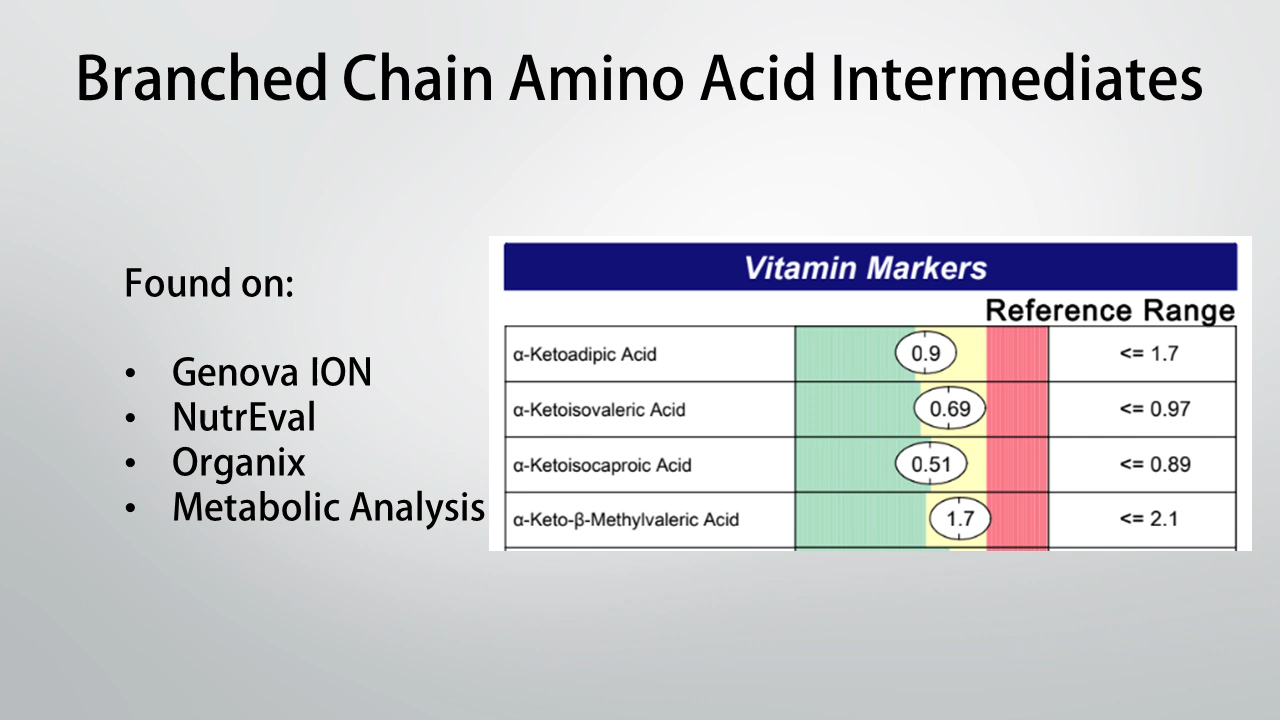 Branched Chain Amino Acid Intermediates
Found on:
• Genova ION
• NutrEval
• Organix
• Metabolic Analysis
Vitamin Markers
Reference Range
α-Ketoadipic Acid 0.9 <= 1.7
α-Ketoisovaleric Acid 0.69 <= 0.97
α-Ketoisocaproic Acid 0.51 <= 0.89
α-Keto-β-Methylvaleric Acid 1.7 <= 2.1